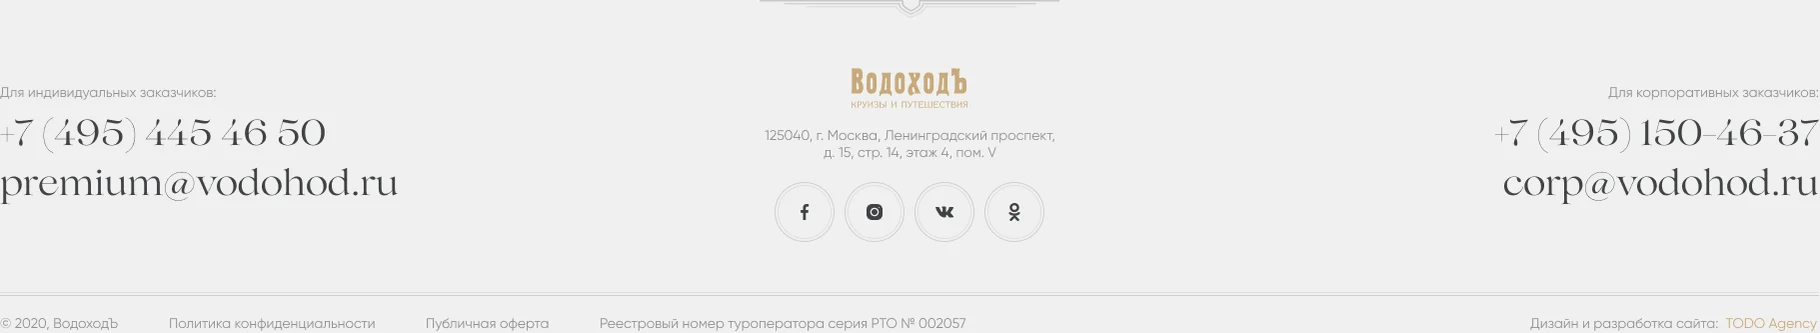 Для индивидуальных заказчиков:
+7 (495) 445 46 50
premium@vodohod.ru
ВодоходЪ
КРУИЗЫ И ПУТЕШЕСТВИЯ
125040, г. Москва, Ленинградский проспект,
д. 15, стр. 14, этаж 4, пом. V
Для корпоративных заказчиков:
+7 (495) 150-46-37
corp@vodohod.ru
© 2020, ВодоходЪ Политика конфиденциальности Публичная оферта Реестровый номер туроператора серия РТО № 002057 Дизайн и разработка сайта: TODO Agency